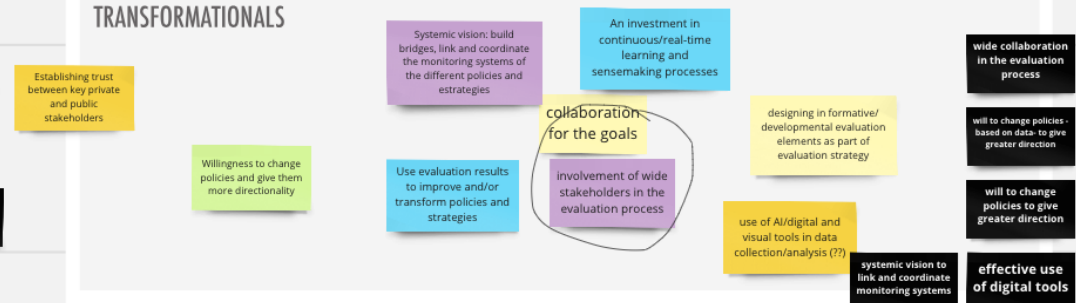 TRANSFORMATIONALS
Establishing trust
between key private
and public
stakeholders
Willingness to change
policies and give them
more directionality
Systemic vision: build
bridges, link and coordinate
the monitoring systems of
the different policies and
estrategies
An investment in
continuous/real-time
learning and
sensemaking processes
collaboration
for the goals
Use evaluation results
to improve and/or
transform policies and
strategies
involvement of wide
stakeholders in the
evaluation process
designing in formative/
developmental evaluation
elements as part of
evaluation strategy
use of AI/digital and
visual tools in data
collection/analysis (??)
wide collaboration
in the evaluation
process
will to change policies -
based on data- to give
greater direction
will to change
policies to give
greater direction
systemic vision to
link and coordinate
monitoring systems
effective use
of digital tools